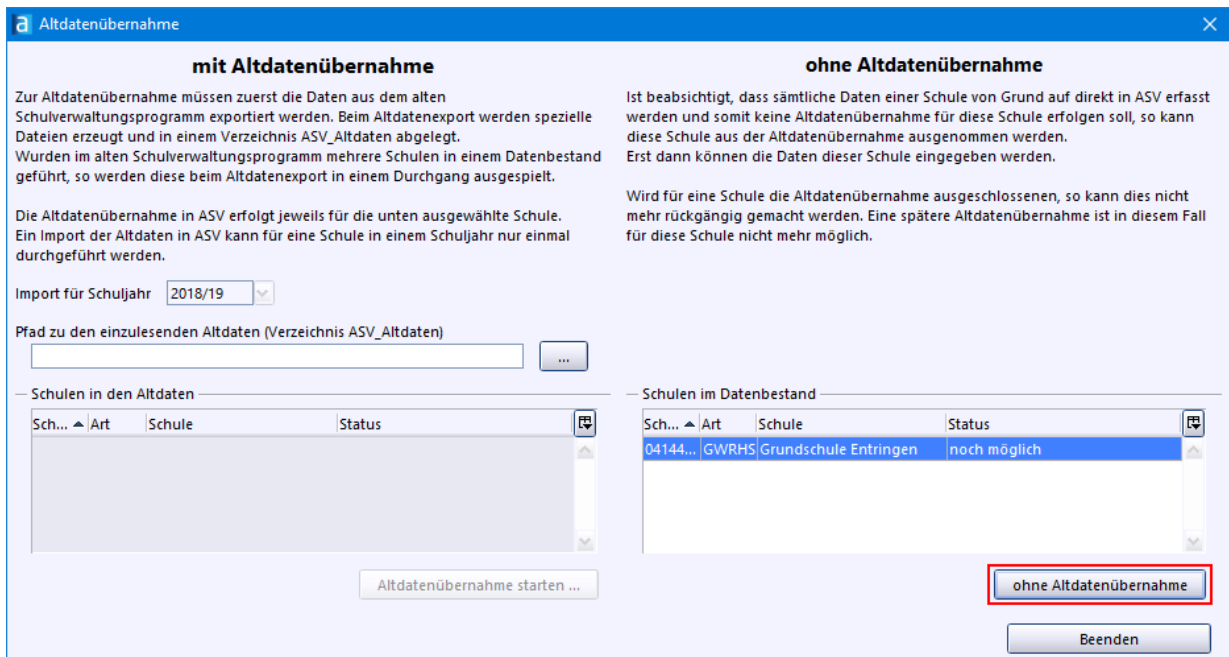 a Altdatenübernahme
mit Altdatenübernahme
Zur Altdatenübernahme müssen zuerst die Daten aus dem alten
Schulverwaltungsprogramm exportiert werden. Beim Altdatenexport werden spezielle
Dateien erzeugt und in einem Verzeichnis ASV_Altdaten abgelegt.
Wurden im alten Schulverwaltungsprogramm mehrere Schulen in einem Datenbestand
geführt, so werden diese beim Altdatenexport in einem Durchgang ausgespielt.
Die Altdatenübernahme in ASV erfolgt jeweils für die unten ausgewählte Schule.
Ein Import der Altdaten in ASV kann für eine Schule in einem Schuljahr nur einmal
durchgeführt werden.
Import für Schuljahr 2018/19
Pfad zu den einzulesenden Altdaten (Verzeichnis ASV_Altdaten)
...
Schulen in den Altdaten
Sch... Art Schule Status
Altdatenübernahme starten ...
ohne Altdatenübernahme
Ist beabsichtigt, dass sämtliche Daten einer Schule von Grund auf direkt in ASV erfasst
werden und somit keine Altdatenübernahme für diese Schule erfolgen soll, so kann
diese Schule aus der Altdatenübernahme ausgenommen werden.
Erst dann können die Daten dieser Schule eingegeben werden.
Wird für eine Schule die Altdatenübernahme ausgeschlossenen, so kann dies nicht
mehr rückgängig gemacht werden. Eine spätere Altdatenübernahme ist in diesem Fall
für diese Schule nicht mehr möglich.
Schulen im Datenbestand
Sch... Art Schule Status
04144... GWRHS Grundschule Entringen noch möglich
ohne Altdatenübernahme
Beenden